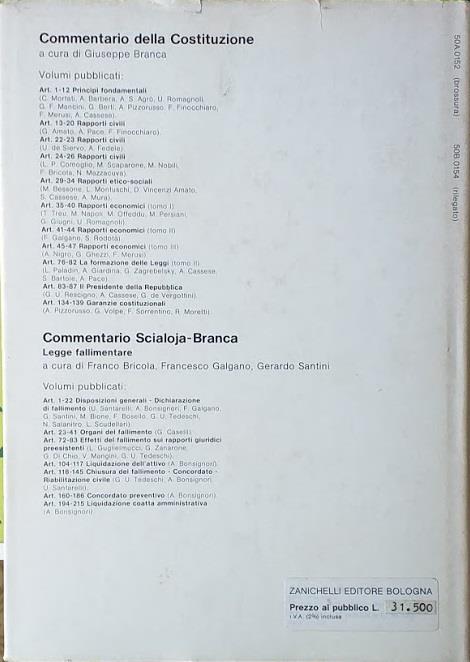 Commentario della Costituzione
a cura di Giuseppe Branca
Volumi pubblicati:
Art. 1-12 Principi fondamentali
(C. Mortati, A. Barbera, A. S. Agrò, U. Romagnoli,
G. F. Mancini, G. Berti, A. Pizzorusso, F. Finocchiaro,
F. Merusi, A. Cassese).
Art. 13-20 Rapporti civili
(G. Amato, A. Pace, F. Finocchiaro).
Art. 22-23 Rapporti civili
(U. de Siervo, A. Fedele).
Art. 24-26 Rapporti civili
(L. P. Comoglio, M. Scaparone, M. Nobili,
F. Bricola, N. Mazzacuva).
Art. 29-34 Rapporti etico-sociali
(M. Bessone, L. Montuschi, D. Vincenzi Amato,
S. Cassese, A. Mura).
Art. 35-40 Rapporti economici (tomo I)
(T. Treu, M. Napoli, M. Offeddu, M. Persiani,
G. Giugni, U. Romagnoli).
Art. 41-44 Rapporti economici (tomo II)
(F. Galgano, S. Rodotà).
Art. 45-47 Rapporti economici (tomo III)
(A. Nigro, G. Ghezzi, F. Merusi)
Art. 76-82 La formazione delle Leggi (tomo II)
(L. Paladin, A. Giardina, G. Zagrebelsky, A. Cassese,
S. Bartole, A. Pace).
Art. 83-87 Il Presidente della Repubblica
(G. U. Rescigno, A. Cassese, G. de Vergottini).
Art. 134-139 Garanzie costituzionali
(A. Pizzorusso, G. Volpe, F. Sorrentino, R. Moretti).
Commentario Scialoja-Branca
Legge fallimentare
a cura di Franco Bricola, Francesco Galgano, Gerardo Santini
Volumi pubblicati:
Art. 1-22 Disposizioni generali - Dichiarazione
di fallimento (U. Santarelli, A. Bonsignori, F. Galgano,
G. Santini, M. Bione, F. Bosello, G. U. Tedeschi,
N. Salanitro, L. Scudellari).
Art. 23-41 Organi del fallimento (G. Caselli).
Art. 72-83 Effetti del fallimento sui rapporti giuridici
preesistenti (L. Guglielmucci, G. Zanarone,
G. Di Chio, V. Mangini, G. U. Tedeschi).
Art. 104-117 Liquidazione dell'attivo (A. Bonsignori).
Art. 118-145 Chiusura del fallimento - Concordato -
Riabilitazione civile (G. U. Tedeschi, A. Bonsignori,
U. Santarelli).
Art. 160-186 Concordato preventivo (A. Bonsignori).
Art. 194-215 Liquidazione coatta amministrativa
(A. Bonsignori).
50A.0152 (brossura)
50B.0154 (rilegato)
ZANICHELLI EDITORE BOLOGNA
Prezzo al pubblico L. 31.500
I.V.A. (2%) inclusa